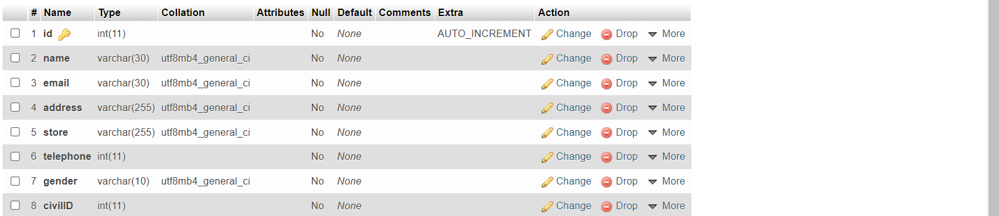 # Name Type Collation Attributes Null Default Comments Extra Action
1 id int(11) No None AUTO_INCREMENT Change Drop More
2 name varchar(30) utf8mb4_general_ci No None Change Drop More
3 email varchar(30) utf8mb4_general_ci No None Change Drop More
4 address varchar(255) utf8mb4_general_ci No None Change Drop More
5 store varchar(255) utf8mb4_general_ci No None Change Drop More
6 telephone int(11) No None Change Drop More
7 gender varchar(10) utf8mb4_general_ci No None Change Drop More
8 civilID int(11) No None Change Drop More